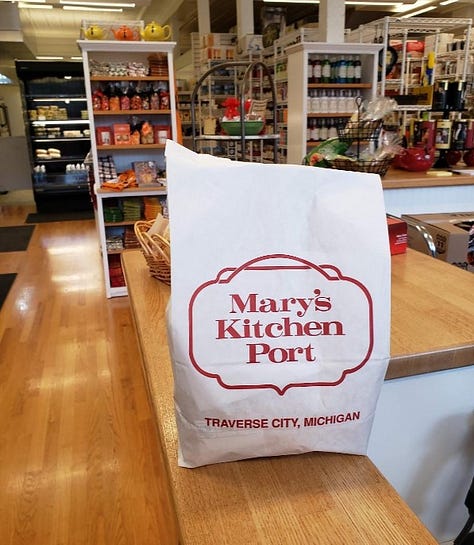 Mary's
Kitchen
Port
TRAVERSE CITY, MICHIGAN